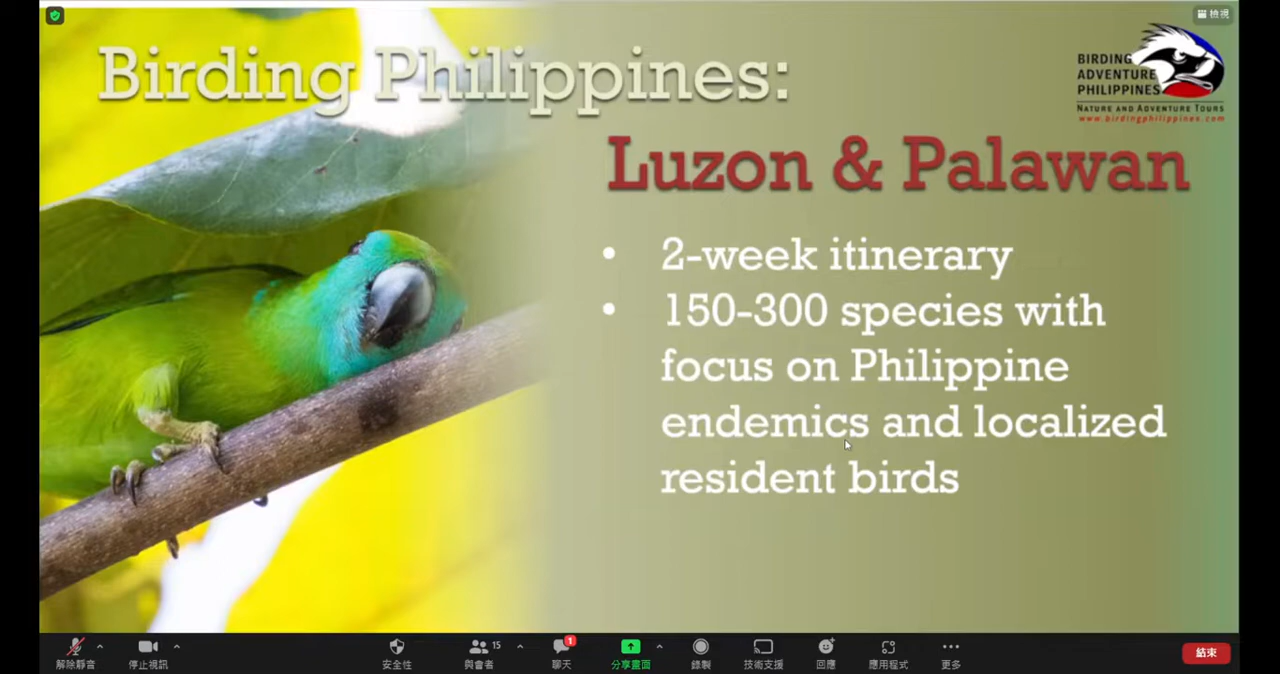 檢視
Birding Philippines:
BIRDING
ADVENTURE
PHILIPPINES
NATURE AND ADVENTURE TOURS
www.birdingphilippines.com
Luzon & Palawan
• 2-week itinerary
• 150-300 species with
focus on Philippine
endemics and localized
resident birds
解除靜音
停止視訊
安全性
15
與會者
1
聊天
分享畫面
錄製
技術支援
回應
應用程式
更多
結束